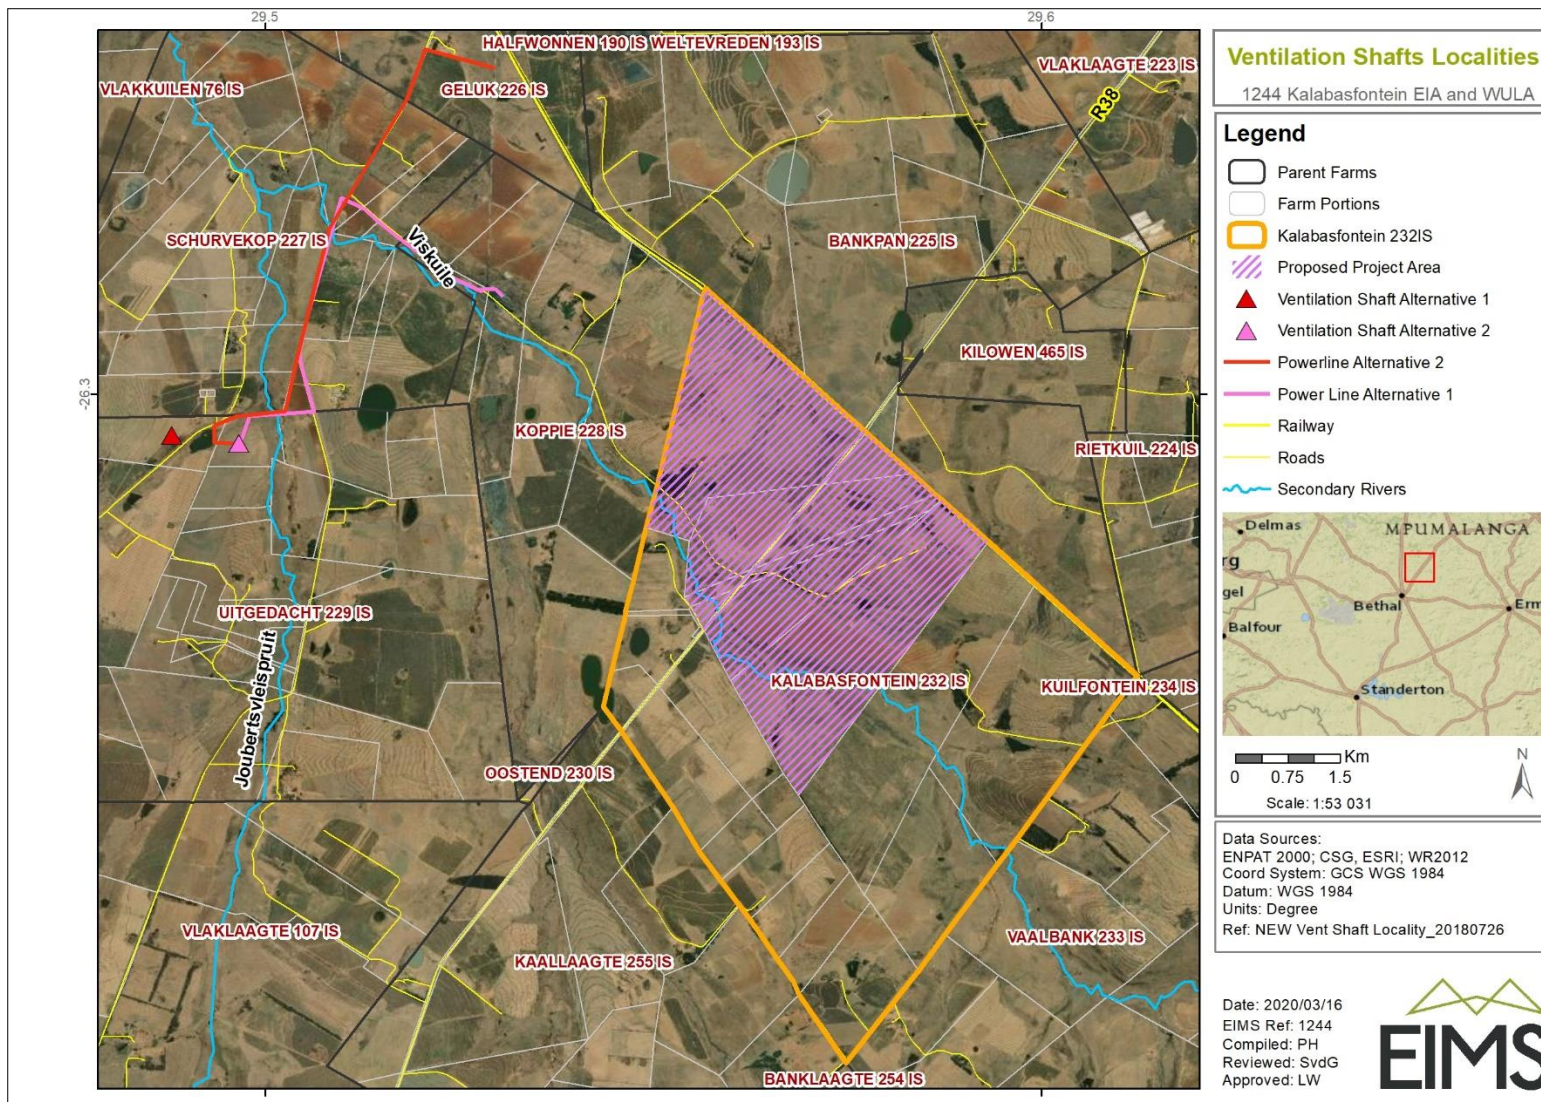 29.5
29.6
-26.3
HALFWONNEN 190 IS WELTEVREDEN 193 IS
VLAKLAAGTE 223 IS
VLAKKUILEN 76 IS
GELUK 226 IS
R38
SCHURVEKOP 227 IS
Viskuile
BANKPAN 225 IS
KILOWEN 465 IS
KOPPIE 228 IS
RIETKUIL 224 IS
UITGEDACHT 229 IS
Joubertsvleispruit
KALABASFONTEIN 232 IS
KUILFONTEIN 234 IS
OOSTEND 230 IS
VLAKLAAGTE 107 IS
KAALLAAGTE 255 IS
VAALBANK 233 IS
BANKLAAGTE 254 IS
Ventilation Shafts Localities
1244 Kalabasfontein EIA and WULA
Legend
Parent Farms
Farm Portions
Kalabasfontein 232IS
Proposed Project Area
Ventilation Shaft Alternative 1
Ventilation Shaft Alternative 2
Powerline Alternative 2
Power Line Alternative 1
Railway
Roads
Secondary Rivers
Delmas
MPUMALANGA
rg
gel
Bethal
Erm
Balfour
Standerton
Km
0 0.75 1.5
N
Scale: 1:53 031
Data Sources:
ENPAT 2000; CSG, ESRI; WR2012
Coord System: GCS WGS 1984
Datum: WGS 1984
Units: Degree
Ref: NEW Vent Shaft Locality_20180726
Date: 2020/03/16
EIMS Ref: 1244
Compiled: PH
Reviewed: SvdG
Approved: LW
EIMS